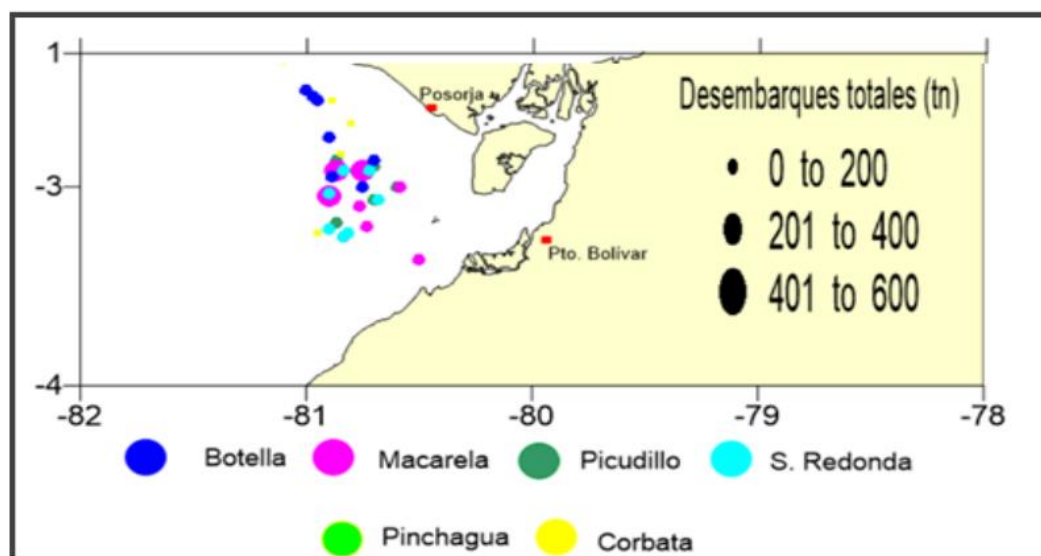 1
Posorja
Desembarques totales (tn)
0 to 200
-3
201 to 400
Pto. Bolívar
401 to 600
-4
-82 -81 -80 -79 -78
Botella Macarela Picudillo S. Redonda
Pinchagua Corbata